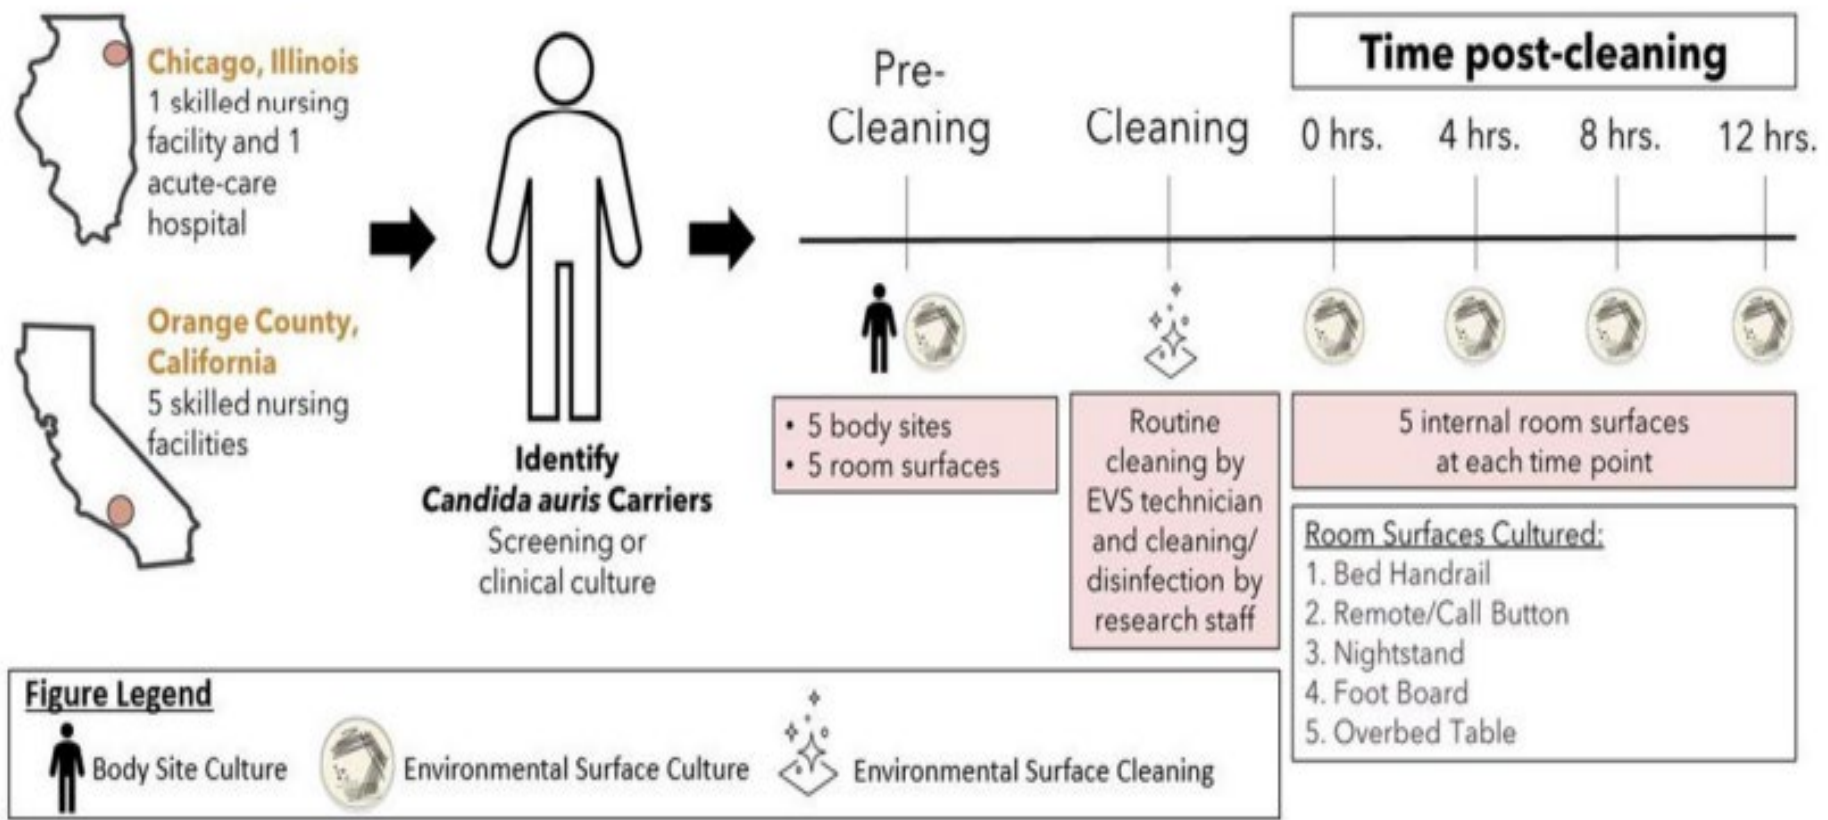 Chicago, Illinois
1 skilled nursing
facility and 1
acute-care
hospital
Orange County,
California
5 skilled nursing
facilities
Identify
Candida auris Carriers
Screening or
clinical culture
Pre-
Cleaning
Cleaning
Time post-cleaning
0 hrs.
4 hrs.
8 hrs.
12 hrs.
• 5 body sites
• 5 room surfaces
Routine
cleaning by
EVS technician
and cleaning/
disinfection by
research staff
5 internal room surfaces
at each time point
Room Surfaces Cultured:
1. Bed Handrail
2. Remote/Call Button
3. Nightstand
4. Foot Board
5. Overbed Table
Figure Legend
Body Site Culture
Environmental Surface Culture
Environmental Surface Cleaning